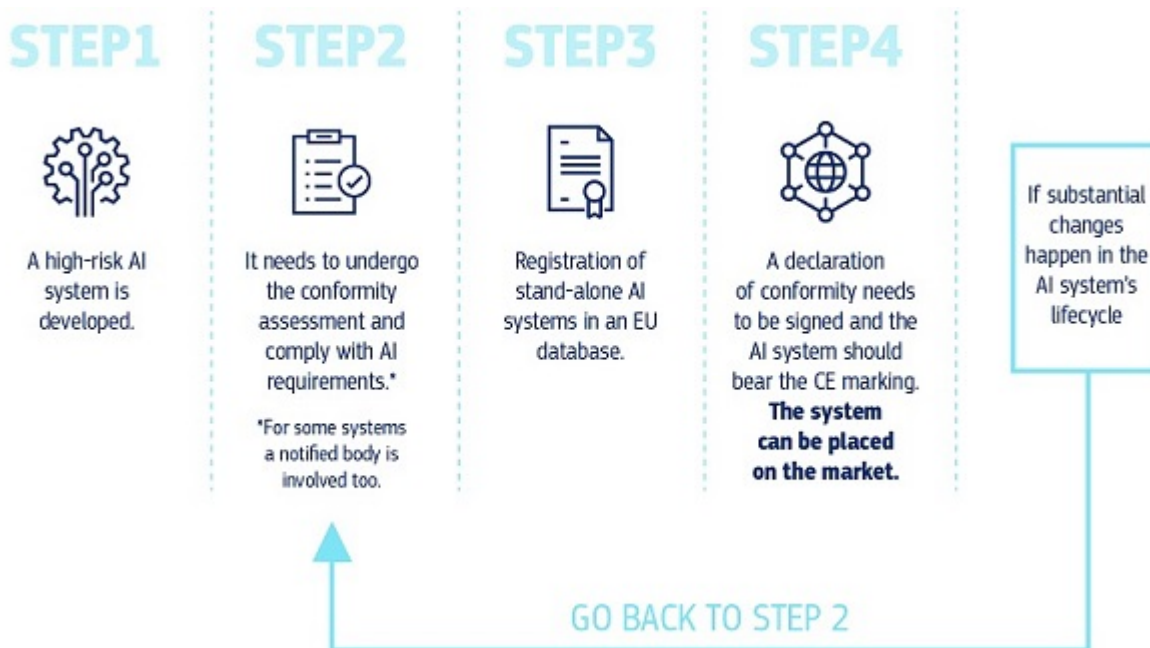 STEP1
A high-risk AI
system is
developed.
STEP2
It needs to undergo
the conformity
assessment and
comply with AI
requirements.*
*For some systems
a notified body is
involved too.
STEP3
Registration of
stand-alone AI
systems in an EU
database.
STEP4
A declaration
of conformity needs
to be signed and the
AI system should
bear the CE marking.
The system
can be placed
on the market.
If substantial
changes
happen in the
AI system's
lifecycle
GO BACK TO STEP 2